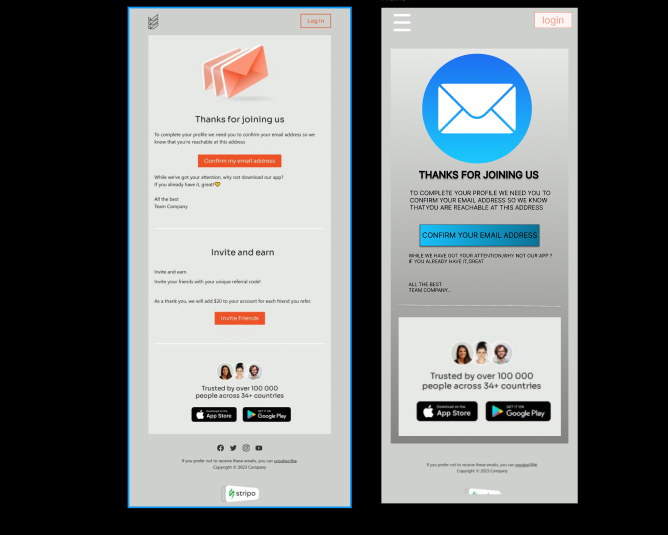 Log In
Thanks for joining us
To complete your profile we need you to confirm your email address so we
know that you're reachable at this address
Confirm my email address
While we've got your attention, why not download our app?
If you already have it, great!
All the best
Team Company
Invite and earn
Invite and earn
Invite your friends with your unique referral code!
As a thank you, we will add $20 to your account for each friend you refer.
Invite Friends
Trusted by over 100 000
people across 34+ countries
Download on the
App Store
GET IT ON
Google Play
If you prefer not to receive these emails, you can unsubscribe
Copyright © 2023 Company
stripo
login
THANKS FOR JOINING US
TO COMPLETE YOUR PROFILE WE NEED YOU TO
CONFIRM YOUR EMAIL ADDRESS SO WE KNOW
THATYOU ARE REACHABLE AT THIS ADDRESS
CONFIRM YOUR EMAIL ADDRESS
WHILE WE HAVE GOT YOUR ATTENTION,WHY NOT OUR APP ?
IF YOU ALREADY HAVE IT,GREAT
ALL THE BEST
TEAM COMPANY..
Trusted by over 100 000
people across 34+ countries
Download on the
App Store
GET IT ON
Google Play
If you prefer not to receive these emails, you can
Copyright © 2023 Company